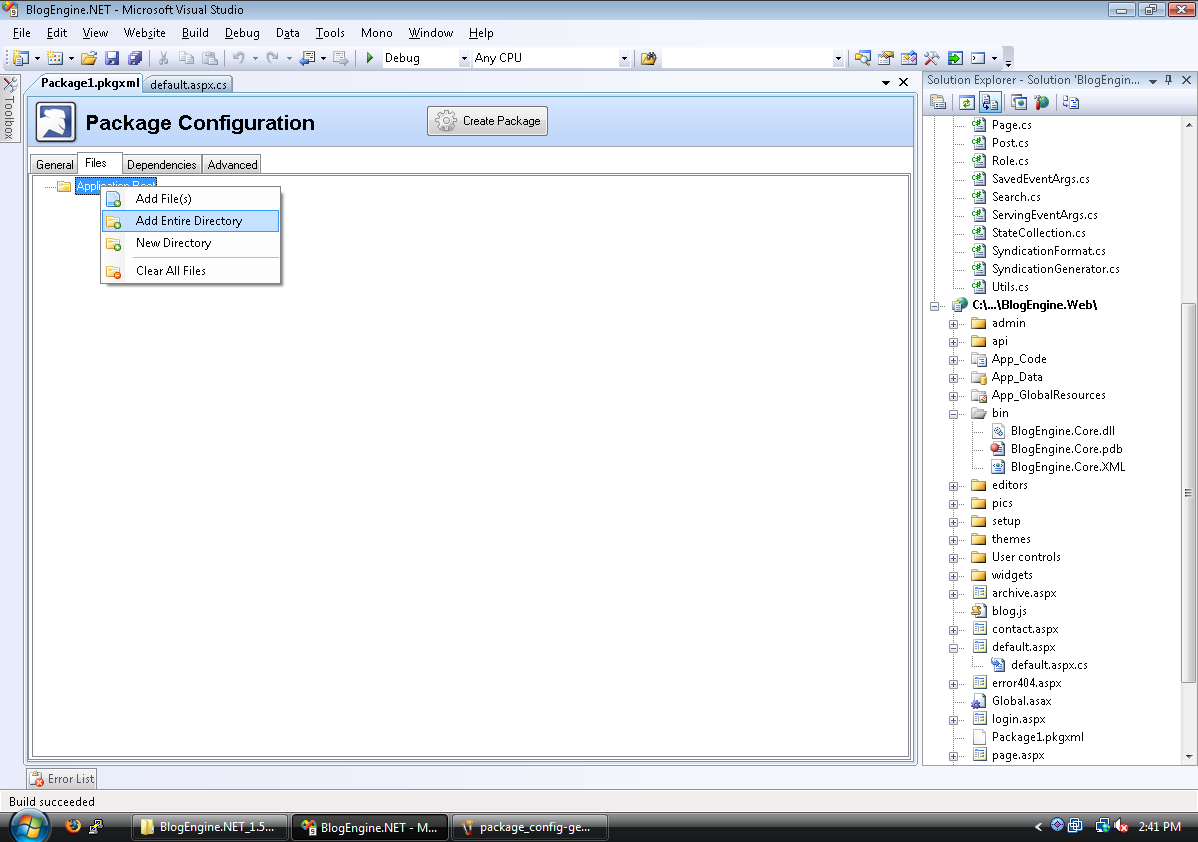 BlogEngine.NET - Microsoft Visual Studio
File Edit View Website Build Debug Data Tools Mono Window Help
Debug Any CPU
Toolbox
Package1.pkgxml default.aspx.cs
Package Configuration
Create Package
General Files Dependencies Advanced
Application Root
Add File(s)
Add Entire Directory
New Directory
Clear All Files
Solution Explorer - Solution 'BlogEngin...
Page.cs
Post.cs
Role.cs
SavedEventArgs.cs
Search.cs
ServingEventArgs.cs
StateCollection.cs
SyndicationFormat.cs
SyndicationGenerator.cs
Utils.cs
C:\...\BlogEngine.Web\
admin
api
App_Code
App_Data
App_GlobalResources
bin
BlogEngine.Core.dll
BlogEngine.Core.pdb
BlogEngine.Core.XML
editors
pics
setup
themes
User controls
widgets
archive.aspx
blog.js
contact.aspx
default.aspx
default.aspx.cs
error404.aspx
Global.asax
login.aspx
Package1.pkgxml
page.aspx
Error List
Build succeeded
BlogEngine.NET_1.5... BlogEngine.NET - M... package_config-ge... 2:41 PM